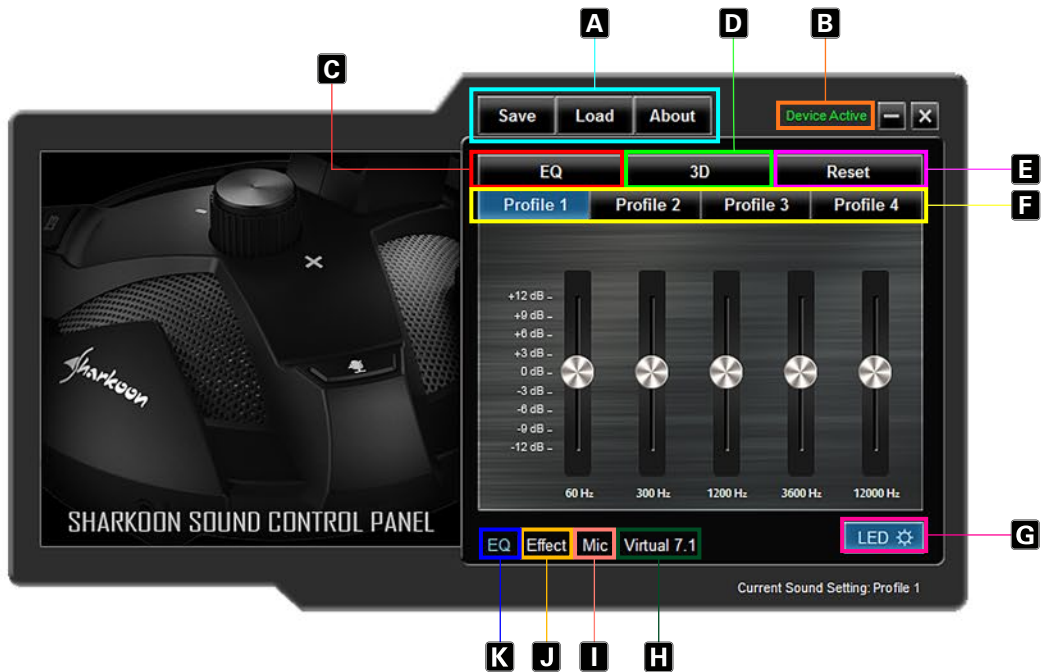 A
D
B
C
Save Load About
Device Active
EQ 3D Reset
E
Profile 1 Profile 2 Profile 3 Profile 4
F
+12 dB
+9 dB
+6 dB
+3 dB
0 dB
-3 dB
-6 dB
-9 dB
-12 dB
60 Hz 300 Hz 1200 Hz 3600 Hz 12000 Hz
Sharkoon
SHARKOON SOUND CONTROL PANEL
EQ Effect Mic Virtual 7.1
LED
G
Current Sound Setting: Profile 1
K J I H